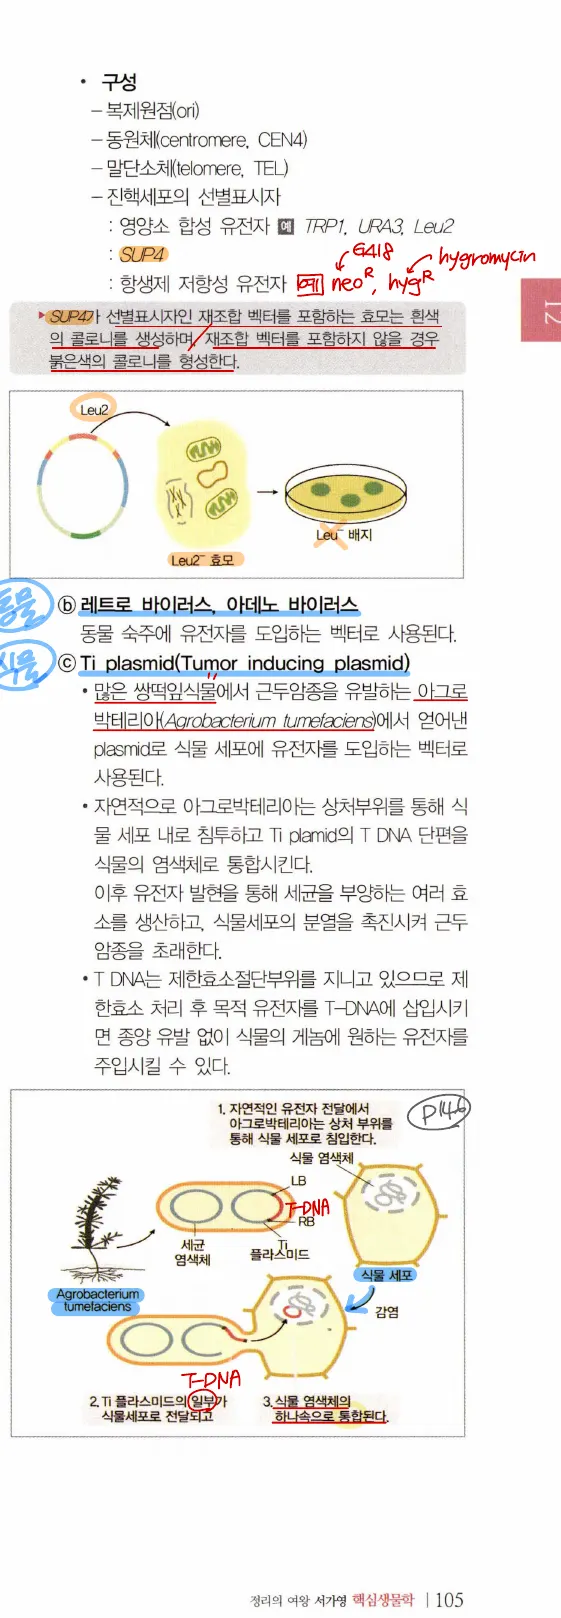 • 구성
– 복제원점(ori)
– 동원체(centromere, CEN4)
– 말단소체(telomere, TEL)
– 진핵세포의 선별표시자
: 영양소 합성 유전자 예 TRP1, URA3, Leu2
: SUP4
G418
hygromycin
: 항생제 저항성 유전자 예 neoᴿ, hygᴿ
12
▶SUP4가 선별표시자인 재조합 벡터를 포함하는 효모는 흰색
의 콜로니를 생성하며, 재조합 벡터를 포함하지 않을 경우
붉은색의 콜로니를 형성한다.
Leu2
Leu⁻ 배지
Leu2⁻ 효모
동물
ⓑ 레트로 바이러스, 아데노 바이러스
동물 숙주에 유전자를 도입하는 벡터로 사용된다.
식물
ⓒ Ti plasmid(Tumor inducing plasmid)
• 많은 쌍떡잎식물에서 근두암종을 유발하는 아그로
박테리아(Agrobacterium tumefaciens)에서 얻어낸
plasmid로 식물 세포에 유전자를 도입하는 벡터로
사용된다.
• 자연적으로 아그로박테리아는 상처부위를 통해 식
물 세포 내로 침투하고 Ti plamid의 T DNA 단편을
식물의 염색체로 통합시킨다.
이후 유전자 발현을 통해 세균을 부양하는 여러 효
소를 생산하고, 식물세포의 분열을 촉진시켜 근두
암종을 초래한다.
• T DNA는 제한효소절단부위를 지니고 있으므로 제
한효소 처리 후 목적 유전자를 T-DNA에 삽입시키
면 종양 유발 없이 식물의 게놈에 원하는 유전자를
주입시킬 수 있다.
1. 자연적인 유전자 전달에서
아그로박테리아는 상처 부위를
통해 식물 세포로 침입한다.
P146
식물 염색체
LB
T-DNA
RB
세균
염색체
Ti
플라스미드
식물 세포
Agrobacterium
tumefaciens
감염
T-DNA
2. Ti 플라스미드의 일부가
식물세포로 전달되고
3. 식물 염색체의
하나속으로 통합된다.
정리의 여왕 서가영 핵심생물학 | 105